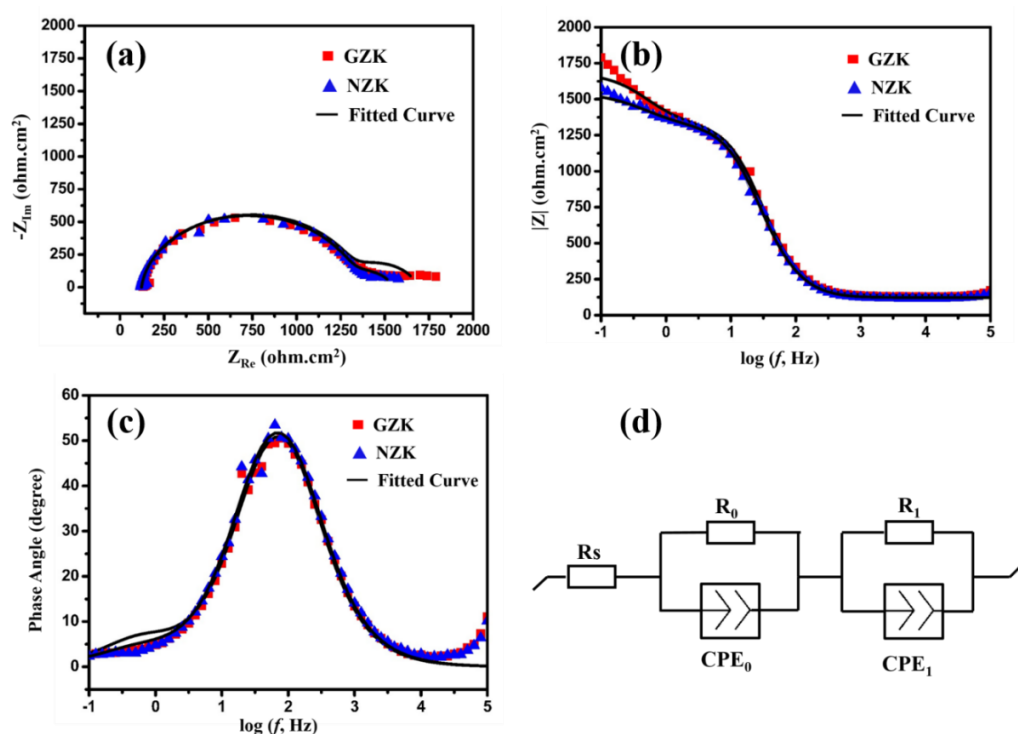 (a)
GZK
NZK
Fitted Curve
-Z_Im (ohm.cm²)
2000
1750
1500
1250
1000
750
500
250
0
0 250 500 750 1000 1250 1500 1750 2000
Z_Re (ohm.cm²)
(b)
GZK
NZK
Fitted Curve
|Z| (ohm.cm²)
2000
1750
1500
1250
1000
750
500
250
0
-1 0 1 2 3 4 5
log (f, Hz)
(c)
GZK
NZK
Fitted Curve
Phase Angle (degree)
60
50
40
30
20
10
0
-1 0 1 2 3 4 5
log (f, Hz)
(d)
Rs
R₀
CPE₀
R₁
CPE₁